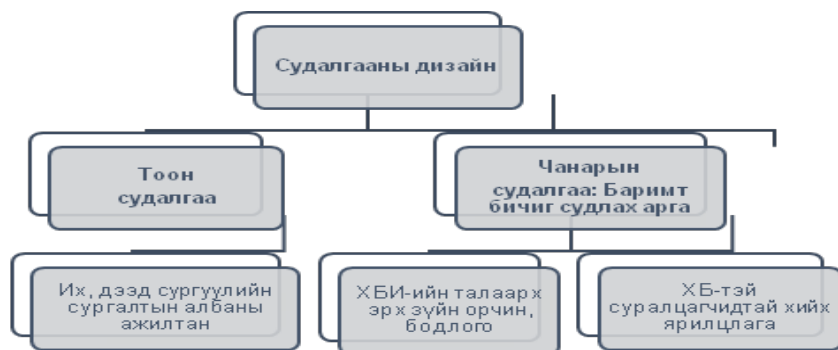 Судалгааны дизайн
Тоон
судалгаа
Чанарын
судалгаа: Баримт
бичиг судлах арга
Их, дээд сургуулийн
сургалтын албаны
ажилтан
ХБИ-ийн талаарх
эрх зүйн орчин,
бодлого
ХБ-тэй
суралцагчидтай хийх
ярилцлага